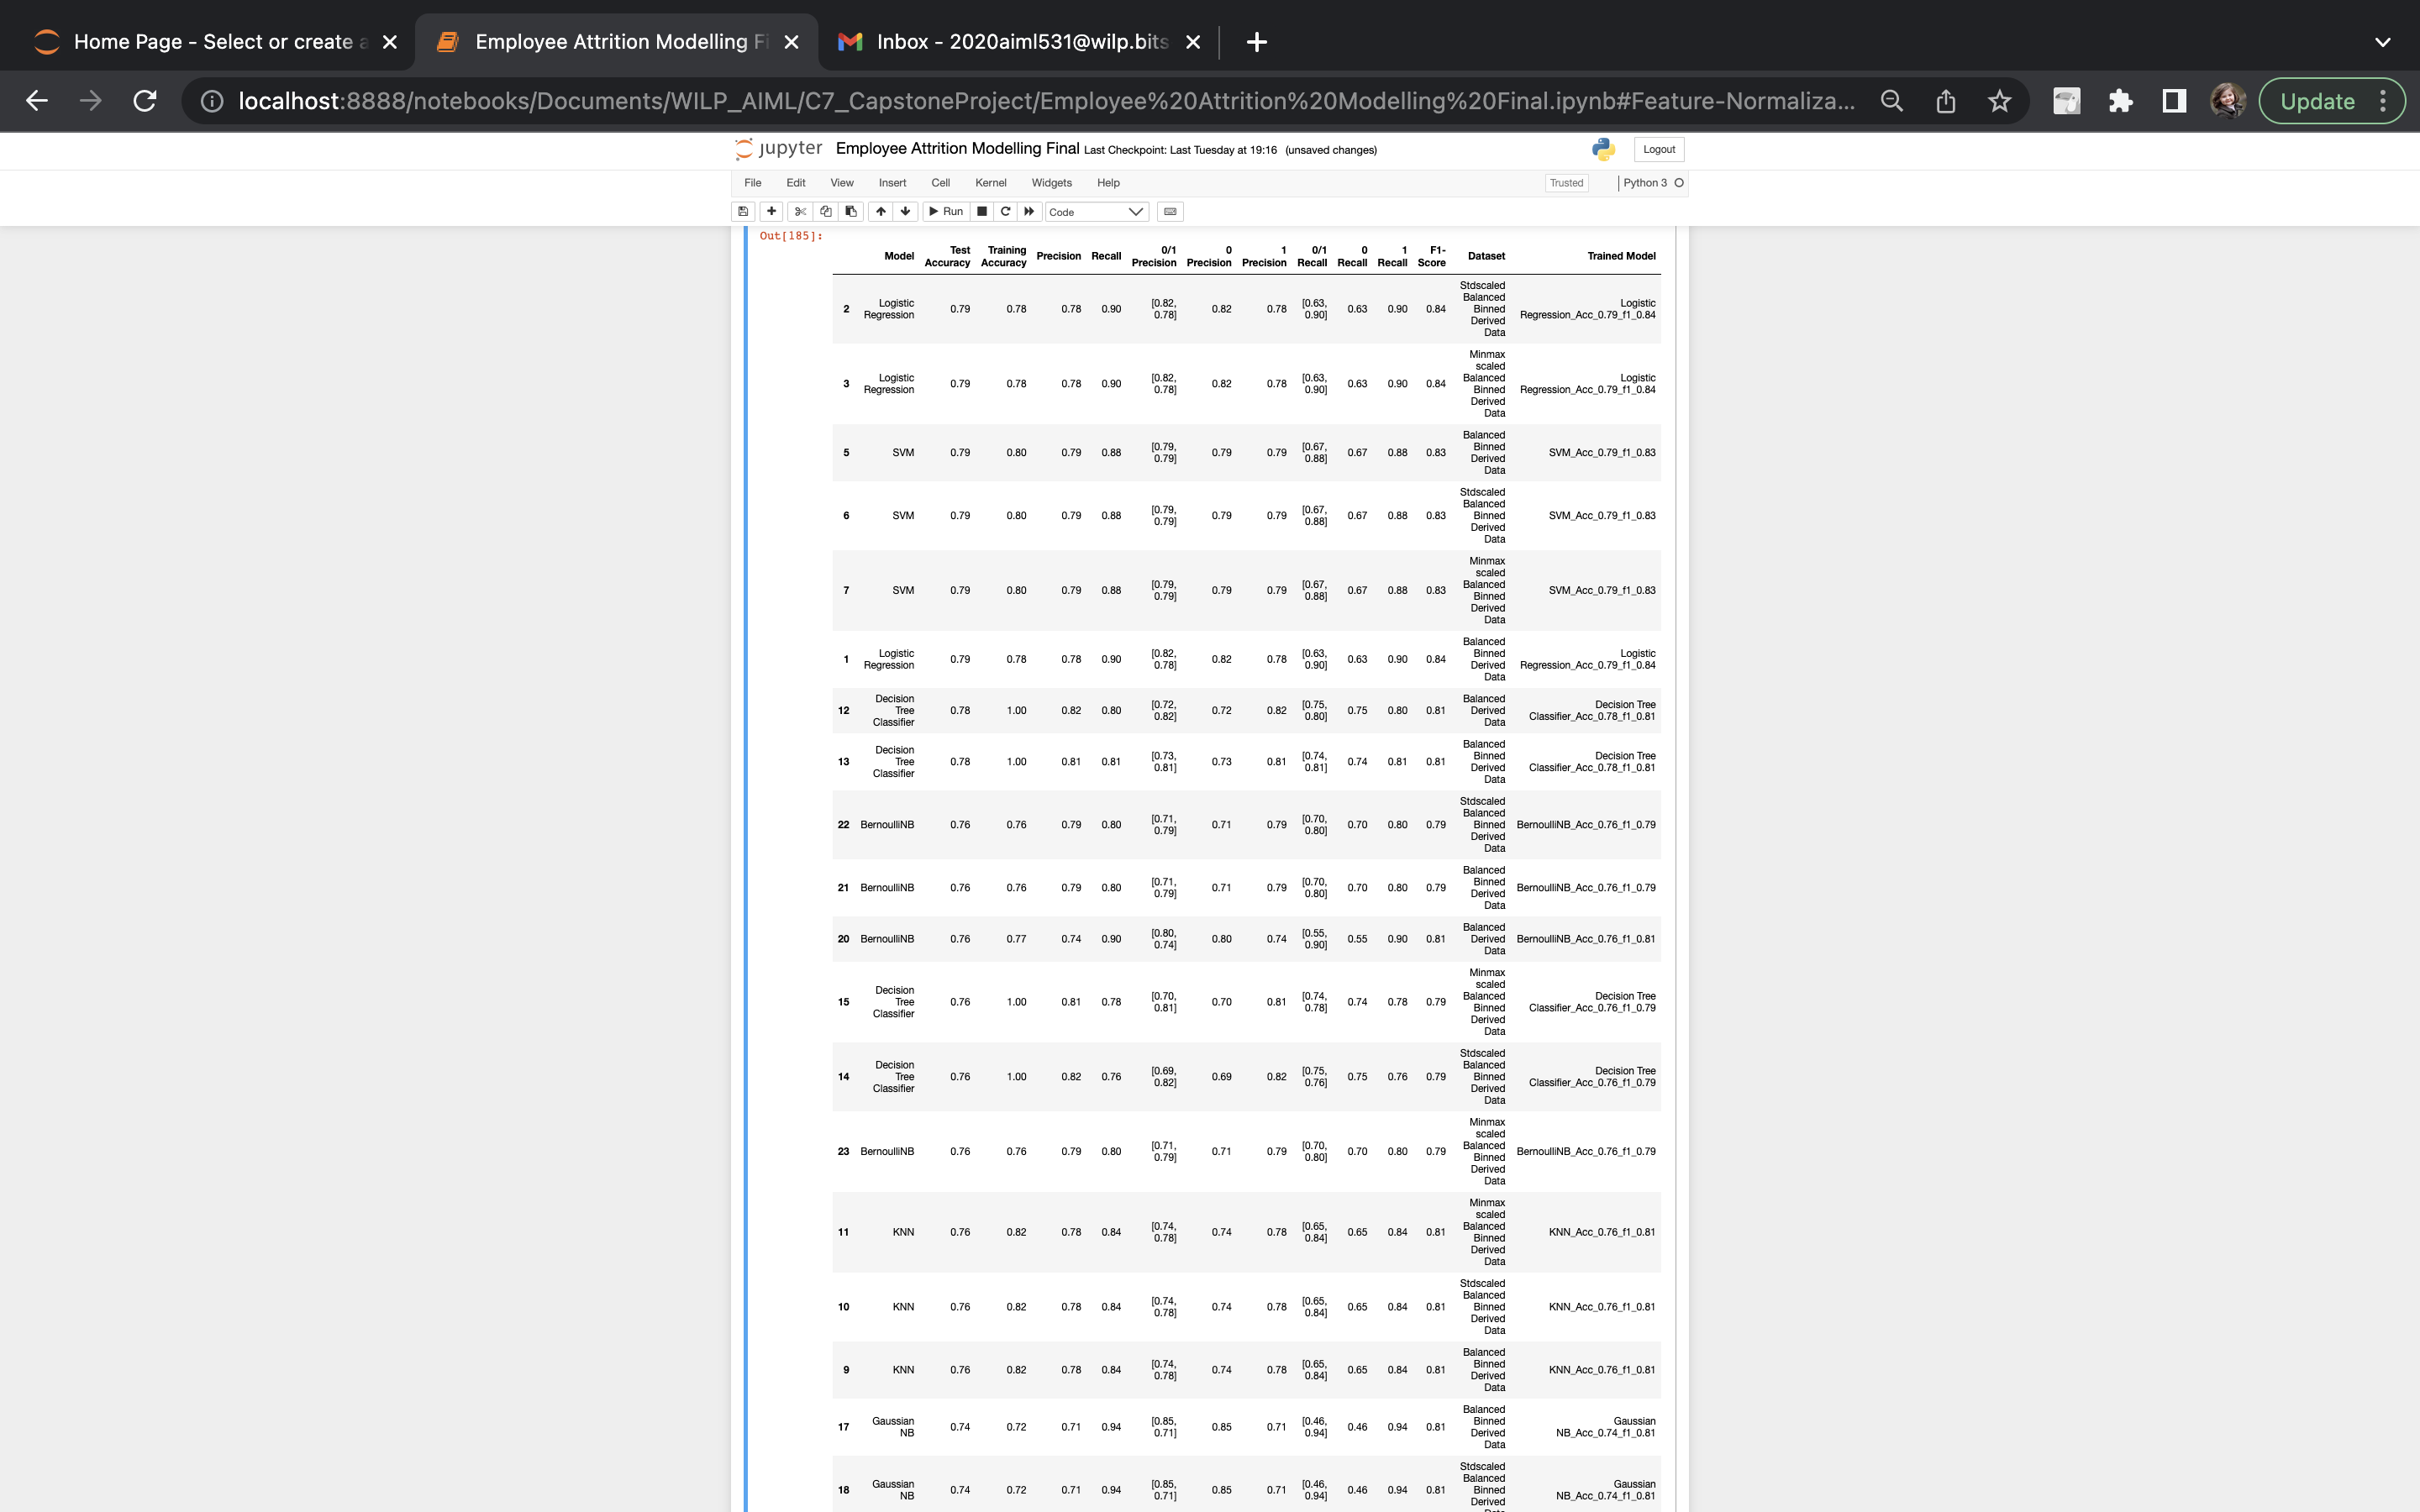 Home Page - Select or create a
Employee Attrition Modelling Fi
Inbox - 2020aiml531@wilp.bits
localhost:8888/notebooks/Documents/WILP_AIML/C7_CapstoneProject/Employee%20Attrition%20Modelling%20Final.ipynb#Feature-Normaliza...
Update
jupyter Employee Attrition Modelling Final Last Checkpoint: Last Tuesday at 19:16 (unsaved changes)
Logout
File Edit View Insert Cell Kernel Widgets Help
Trusted
Python 3
Run
Code
Out[185]:
Model Test Accuracy Training Accuracy Precision Recall 0/1 Precision 0 Precision 1 Precision 0/1 Recall 0 Recall 1 Recall F1-Score Dataset Trained Model
2 Logistic Regression 0.79 0.78 0.78 0.90 [0.82, 0.78] 0.82 0.78 [0.63, 0.90] 0.63 0.90 0.84 Stdscaled Balanced Binned Derived Data Logistic Regression_Acc_0.79_f1_0.84
3 Logistic Regression 0.79 0.78 0.78 0.90 [0.82, 0.78] 0.82 0.78 [0.63, 0.90] 0.63 0.90 0.84 Minmax scaled Balanced Binned Derived Data Logistic Regression_Acc_0.79_f1_0.84
5 SVM 0.79 0.80 0.79 0.88 [0.79, 0.79] 0.79 0.79 [0.67, 0.88] 0.67 0.88 0.83 Balanced Binned Derived Data SVM_Acc_0.79_f1_0.83
6 SVM 0.79 0.80 0.79 0.88 [0.79, 0.79] 0.79 0.79 [0.67, 0.88] 0.67 0.88 0.83 Stdscaled Balanced Binned Derived Data SVM_Acc_0.79_f1_0.83
7 SVM 0.79 0.80 0.79 0.88 [0.79, 0.79] 0.79 0.79 [0.67, 0.88] 0.67 0.88 0.83 Minmax scaled Balanced Binned Derived Data SVM_Acc_0.79_f1_0.83
1 Logistic Regression 0.79 0.78 0.78 0.90 [0.82, 0.78] 0.82 0.78 [0.63, 0.90] 0.63 0.90 0.84 Balanced Binned Derived Data Logistic Regression_Acc_0.79_f1_0.84
12 Decision Tree Classifier 0.78 1.00 0.82 0.80 [0.72, 0.82] 0.72 0.82 [0.75, 0.80] 0.75 0.80 0.81 Balanced Derived Data Decision Tree Classifier_Acc_0.78_f1_0.81
13 Decision Tree Classifier 0.78 1.00 0.81 0.81 [0.73, 0.81] 0.73 0.81 [0.74, 0.81] 0.74 0.81 0.81 Balanced Binned Derived Data Decision Tree Classifier_Acc_0.78_f1_0.81
22 BernoulliNB 0.76 0.76 0.79 0.80 [0.71, 0.79] 0.71 0.79 [0.70, 0.80] 0.70 0.80 0.79 Stdscaled Balanced Binned Derived Data BernoulliNB_Acc_0.76_f1_0.79
21 BernoulliNB 0.76 0.76 0.79 0.80 [0.71, 0.79] 0.71 0.79 [0.70, 0.80] 0.70 0.80 0.79 Balanced Binned Derived Data BernoulliNB_Acc_0.76_f1_0.79
20 BernoulliNB 0.76 0.77 0.74 0.90 [0.80, 0.74] 0.80 0.74 [0.55, 0.90] 0.55 0.90 0.81 Balanced Derived Data BernoulliNB_Acc_0.76_f1_0.81
15 Decision Tree Classifier 0.76 1.00 0.81 0.78 [0.70, 0.81] 0.70 0.81 [0.74, 0.78] 0.74 0.78 0.79 Minmax scaled Balanced Binned Derived Data Decision Tree Classifier_Acc_0.76_f1_0.79
14 Decision Tree Classifier 0.76 1.00 0.82 0.76 [0.69, 0.82] 0.69 0.82 [0.75, 0.76] 0.75 0.76 0.79 Stdscaled Balanced Binned Derived Data Decision Tree Classifier_Acc_0.76_f1_0.79
23 BernoulliNB 0.76 0.76 0.79 0.80 [0.71, 0.79] 0.71 0.79 [0.70, 0.80] 0.70 0.80 0.79 Minmax scaled Balanced Binned Derived Data BernoulliNB_Acc_0.76_f1_0.79
11 KNN 0.76 0.82 0.78 0.84 [0.74, 0.78] 0.74 0.78 [0.65, 0.84] 0.65 0.84 0.81 Minmax scaled Balanced Binned Derived Data KNN_Acc_0.76_f1_0.81
10 KNN 0.76 0.82 0.78 0.84 [0.74, 0.78] 0.74 0.78 [0.65, 0.84] 0.65 0.84 0.81 Stdscaled Balanced Binned Derived Data KNN_Acc_0.76_f1_0.81
9 KNN 0.76 0.82 0.78 0.84 [0.74, 0.78] 0.74 0.78 [0.65, 0.84] 0.65 0.84 0.81 Balanced Binned Derived Data KNN_Acc_0.76_f1_0.81
17 Gaussian NB 0.74 0.72 0.71 0.94 [0.85, 0.71] 0.85 0.71 [0.46, 0.94] 0.46 0.94 0.81 Balanced Binned Derived Data Gaussian NB_Acc_0.74_f1_0.81
18 Gaussian NB 0.74 0.72 0.71 0.94 [0.85, 0.71] 0.85 0.71 [0.46, 0.94] 0.46 0.94 0.81 Stdscaled Balanced Binned Derived Gaussian NB_Acc_0.74_f1_0.81